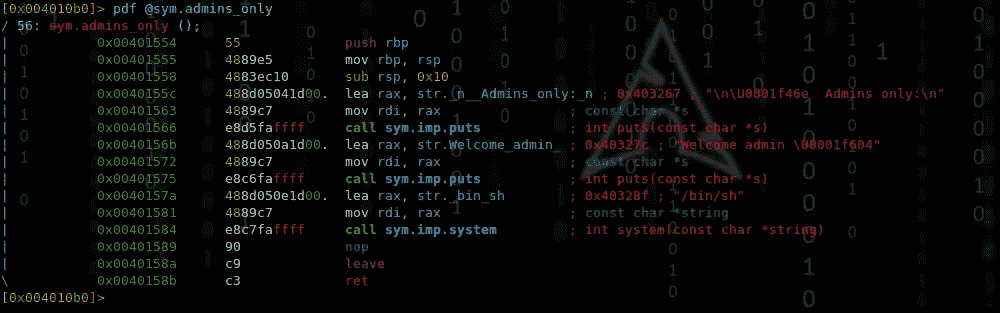 [0x004010b0]> pdf @sym.admins_only
/ 56: sym.admins_only ();
|           0x00401554      55             push rbp
|           0x00401555      4889e5         mov rbp, rsp
|           0x00401558      4883ec10       sub rsp, 0x10
|           0x0040155c      488d05041d00.  lea rax, str._n__Admins_only:_n ; 0x403267 ; "\n\U0001f46e  Admins only:\n"
|           0x00401563      4889c7         mov rdi, rax                ; const char *s
|           0x00401566      e8d5faffff     call sym.imp.puts           ; int puts(const char *s)
|           0x0040156b      488d050a1d00.  lea rax, str.Welcome_admin_ ; 0x40327c ; "Welcome admin \U0001f604"
|           0x00401572      4889c7         mov rdi, rax                ; const char *s
|           0x00401575      e8c6faffff     call sym.imp.puts           ; int puts(const char *s)
|           0x0040157a      488d050e1d00.  lea rax, str._bin_sh        ; 0x40328f ; "/bin/sh"
|           0x00401581      4889c7         mov rdi, rax                ; const char *string
|           0x00401584      e8c7faffff     call sym.imp.system         ; int system(const char *string)
|           0x00401589      90             nop
|           0x0040158a      c9             leave
\           0x0040158b      c3             ret
[0x004010b0]>